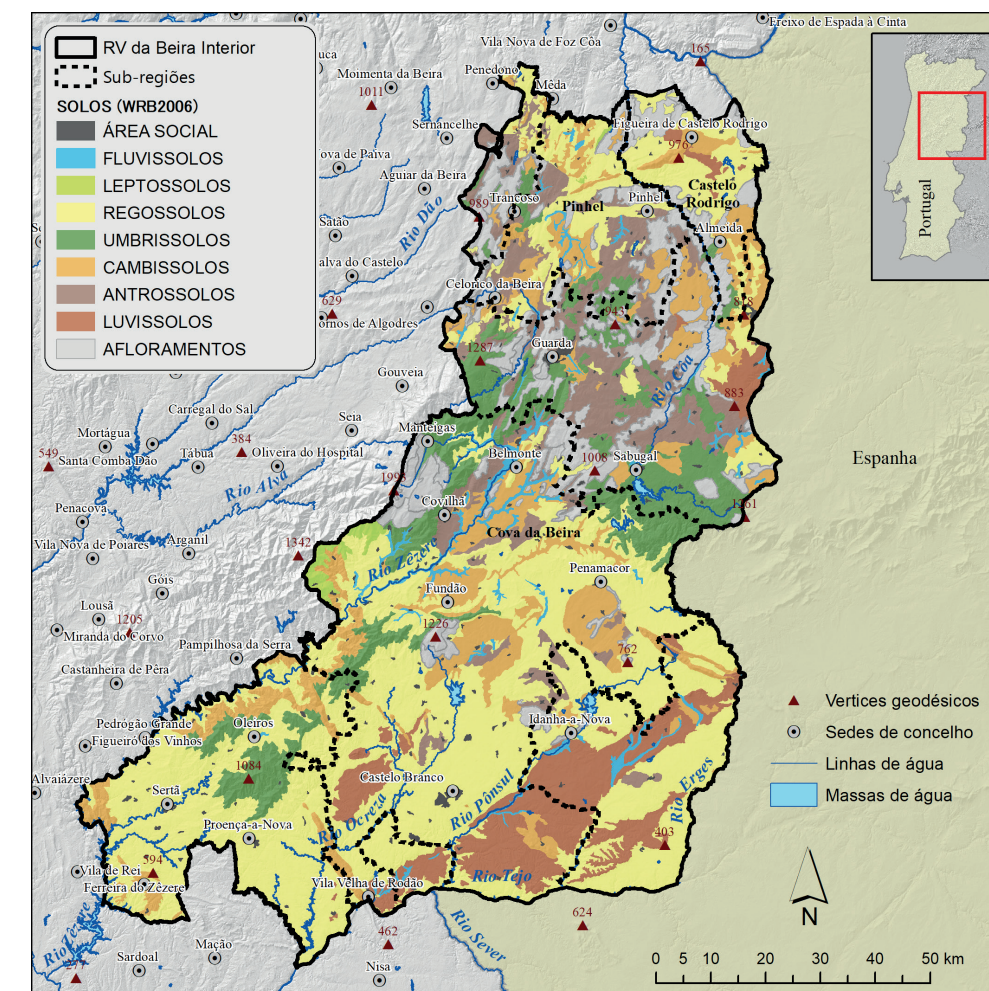 RV da Beira Interior
Sub-regiões
SOLOS (WRB2006)
ÁREA SOCIAL
FLUVISSOLOS
LEPTOSSOLOS
REGOSSOLOS
UMBRISSOLOS
CAMBISSOLOS
ANTROSSOLOS
LUVISSOLOS
AFLORAMENTOS
Freixo de Espada à Cinta
Vila Nova de Foz Côa
165
Penedono
Moimenta da Beira
1011
Mêda
Sernancelhe
Figueira de Castelo Rodrigo
976
Aguiar da Beira
Castelo
Rodrigo
989
Trancoso
Pinhel
Pinhel
Almeida
Rio Dão
Portugal
629
Celorico da Beira
943
1287
Guarda
Gouveia
Rio Côa
883
Carregal do Sal
Seia
Mortágua
384
Manteigas
549
Santa Comba Dão
Tábua
Oliveira do Hospital
Belmonte
1008
Sabugal
Espanha
Rio Alva
Penacova
Covilhã
Cova da Beira
Vila Nova de Poiares
Arganil
1342
Rio Zêzere
Penamacor
Góis
Fundão
Lousã
1205
1226
Miranda do Corvo
Pampilhosa da Serra
762
Castanheira de Pêra
Pedrógão Grande
Oleiros
Idanha-a-Nova
Figueiró dos Vinhos
1084
Castelo Branco
Alvaiázere
Rio Pônsul
Rio Erges
Sertã
Proença-a-Nova
Rio Ocreza
403
594
Vila de Rei
Ferreira do Zêzere
Vila Velha de Rodão
Rio Tejo
624
Rio Sever
462
Rio Zêzere
Mação
Sardoal
Nisa
Vertices geodésicos
Sedes de concelho
Linhas de água
Massas de água
N
0 5 10 20 30 40 50 km